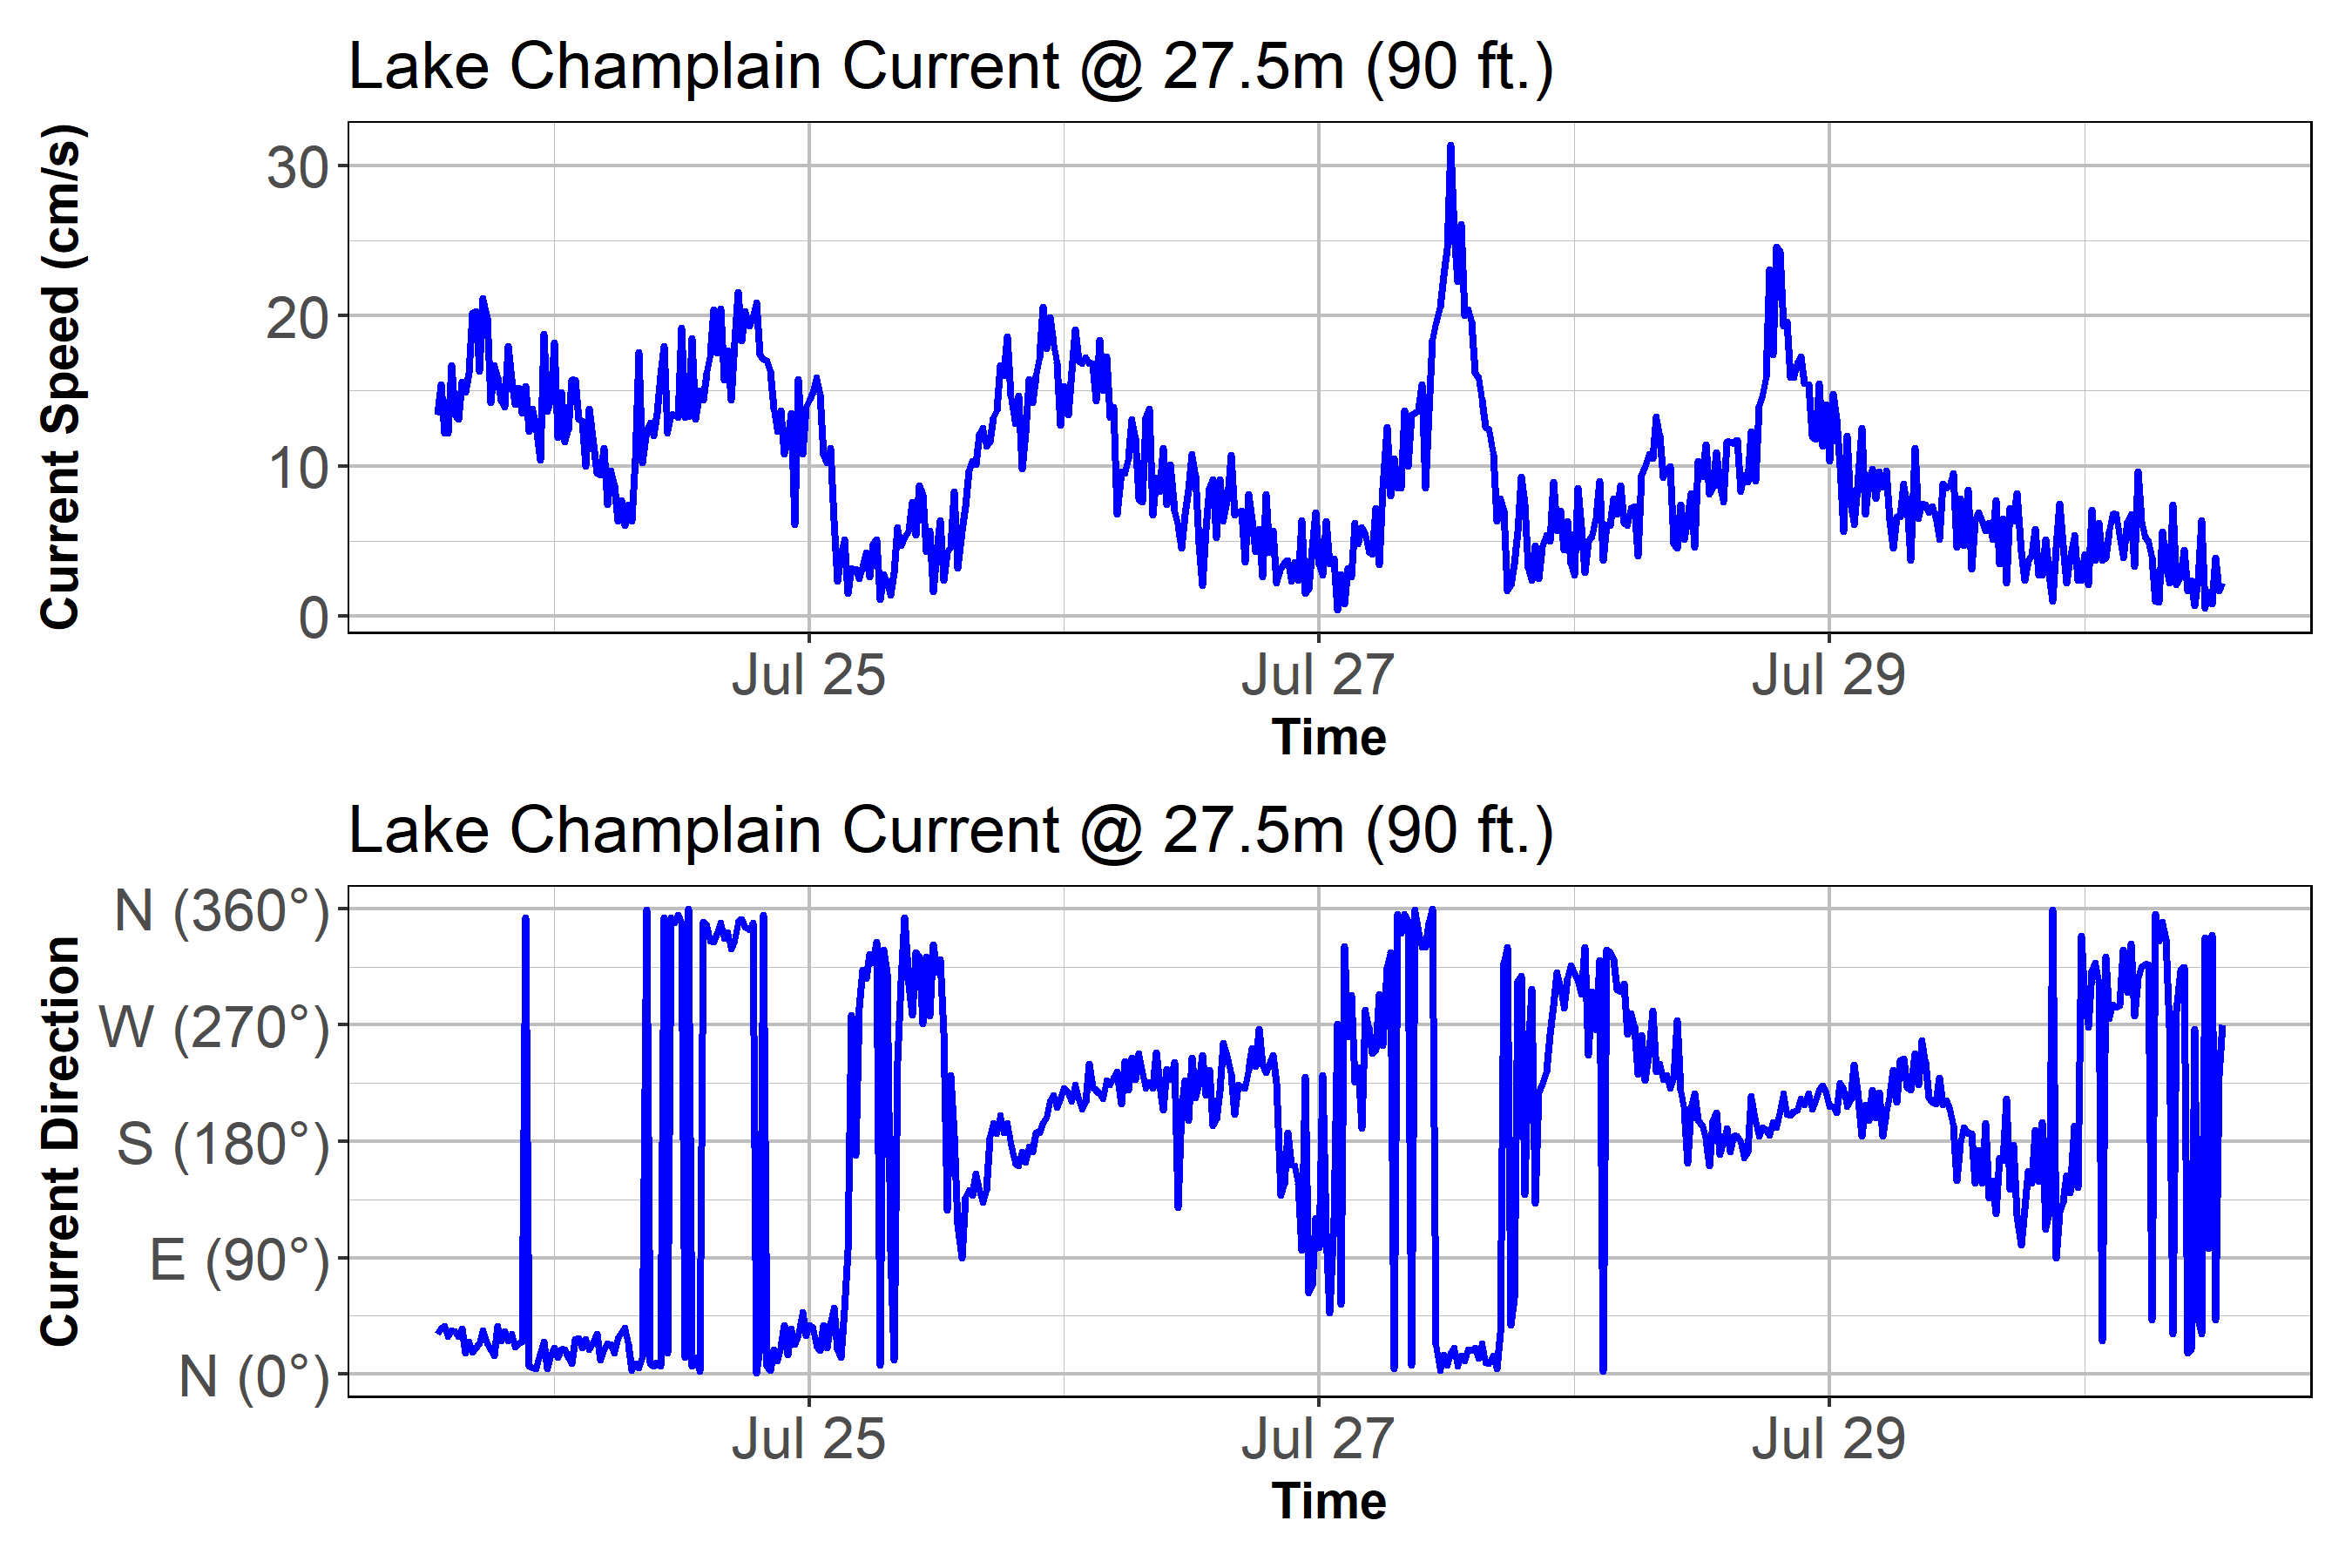 Lake Champlain Current @ 27.5m (90 ft.)
Current Speed (cm/s)
30
20
10
0
Jul 25 Jul 27 Jul 29
Time
Lake Champlain Current @ 27.5m (90 ft.)
Current Direction
N (360°)
W (270°)
S (180°)
E (90°)
N (0°)
Jul 25 Jul 27 Jul 29
Time